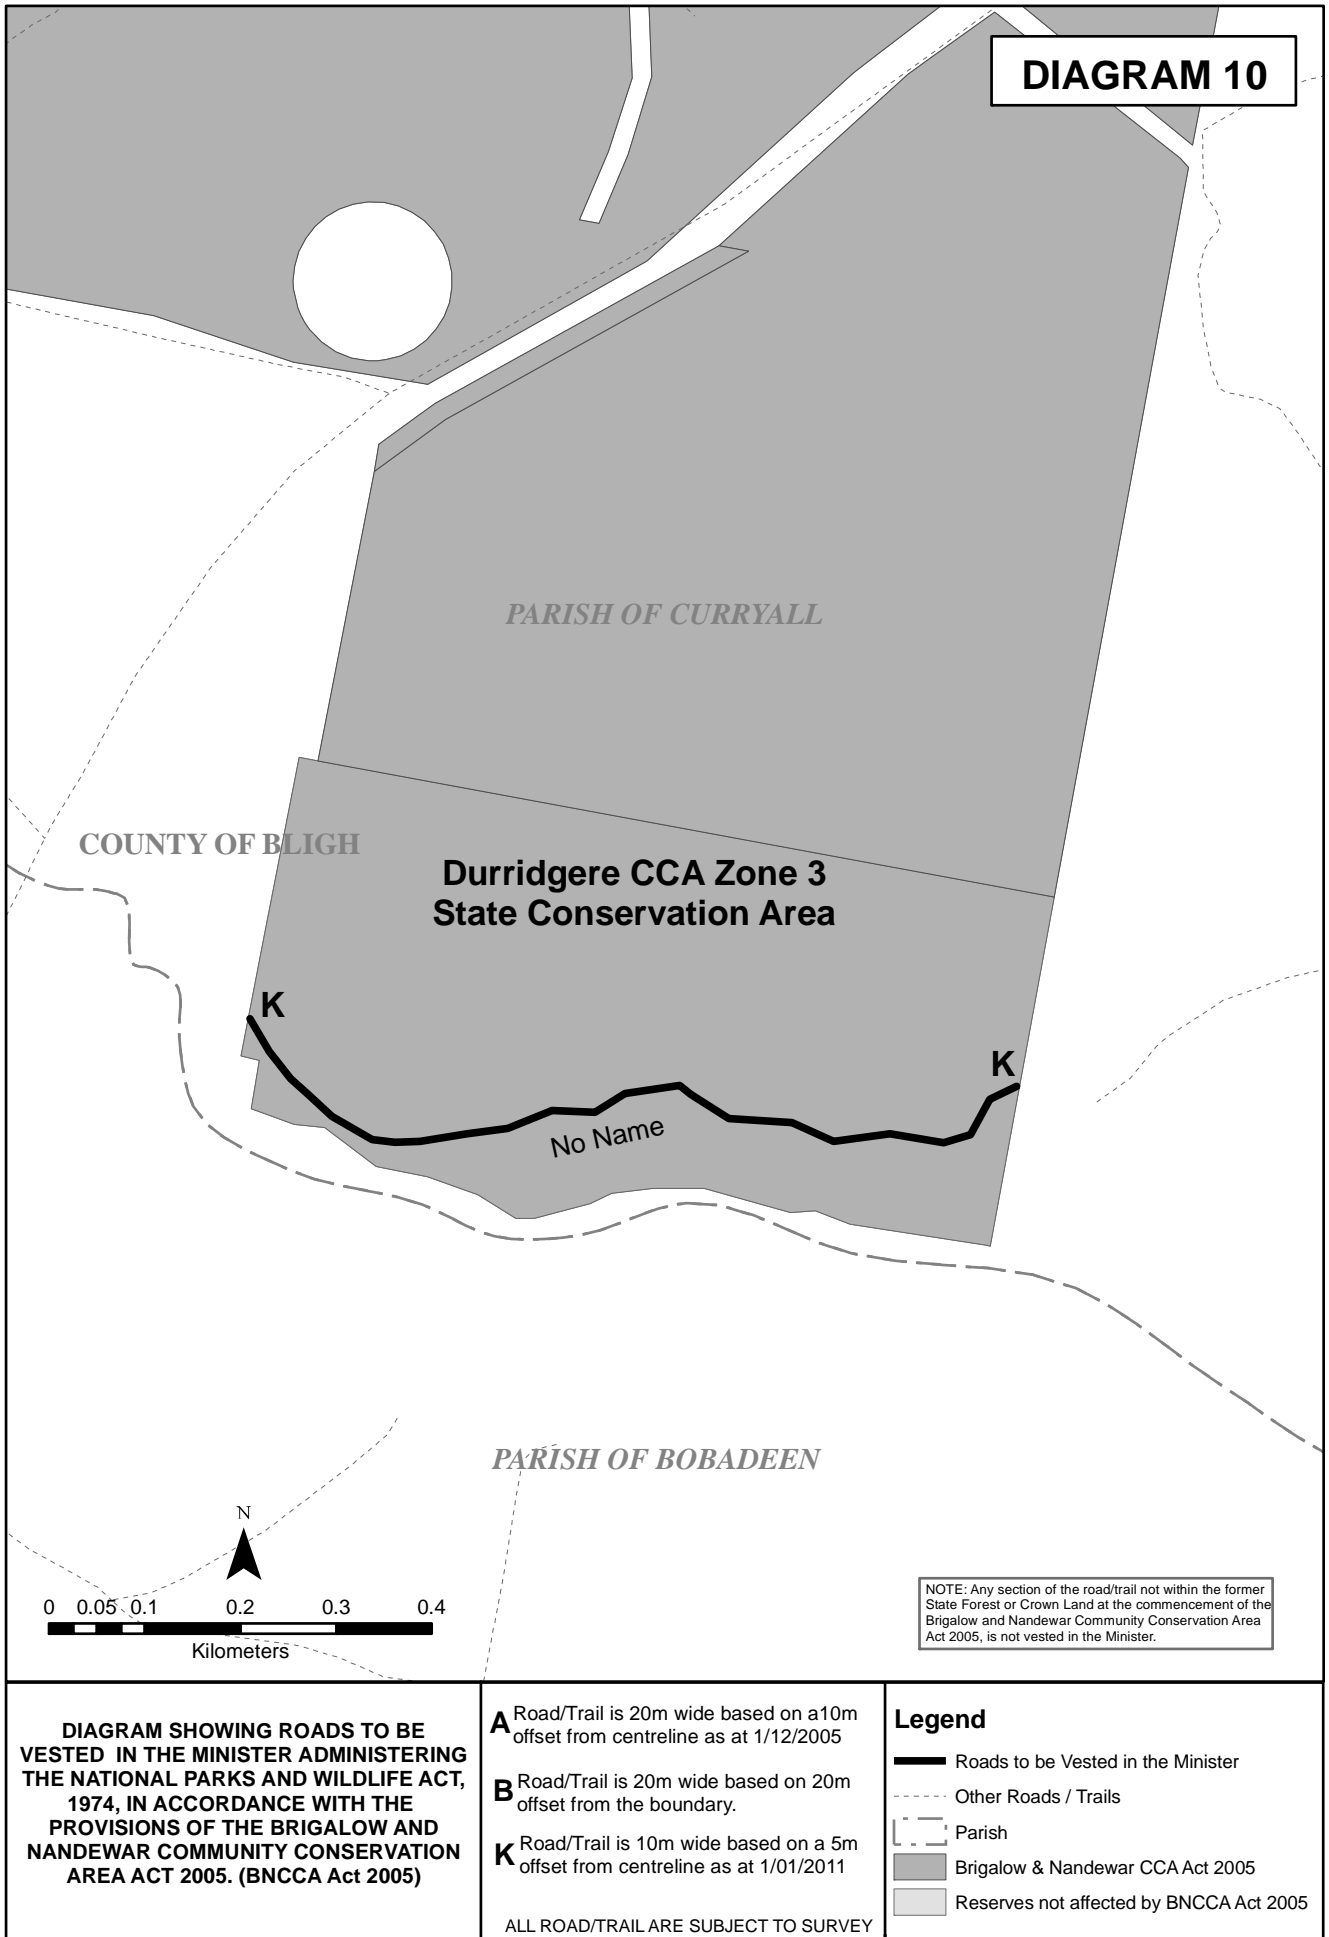 DIAGRAM 10
PARISH OF CURRYALL
COUNTY OF BLIGH
Durridgere CCA Zone 3
State Conservation Area
K
K
No Name
PARISH OF BOBADEEN
N
0 0.05 0.1 0.2 0.3 0.4
Kilometers
NOTE: Any section of the road/trail not within the former
State Forest or Crown Land at the commencement of the
Brigalow and Nandewar Community Conservation Area
Act 2005, is not vested in the Minister.
DIAGRAM SHOWING ROADS TO BE
VESTED IN THE MINISTER ADMINISTERING
THE NATIONAL PARKS AND WILDLIFE ACT,
1974, IN ACCORDANCE WITH THE
PROVISIONS OF THE BRIGALOW AND
NANDEWAR COMMUNITY CONSERVATION
AREA ACT 2005. (BNCCA Act 2005)
A Road/Trail is 20m wide based on a10m
offset from centreline as at 1/12/2005
B Road/Trail is 20m wide based on 20m
offset from the boundary.
K Road/Trail is 10m wide based on a 5m
offset from centreline as at 1/01/2011
ALL ROAD/TRAIL ARE SUBJECT TO SURVEY
Legend
Roads to be Vested in the Minister
Other Roads / Trails
Parish
Brigalow & Nandewar CCA Act 2005
Reserves not affected by BNCCA Act 2005